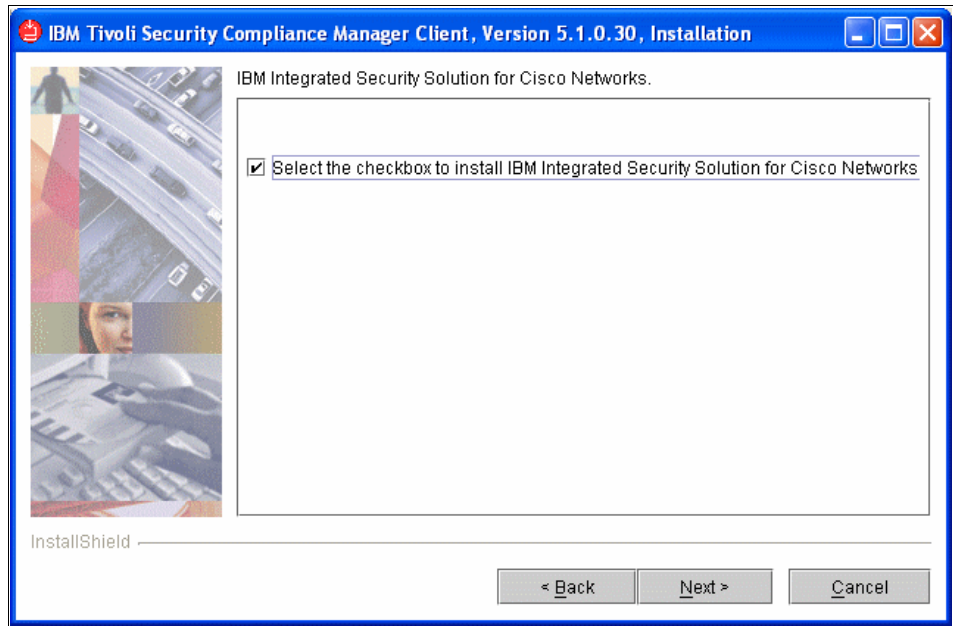 IBM Tivoli Security Compliance Manager Client, Version 5.1.0.30, Installation
IBM Integrated Security Solution for Cisco Networks.
Select the checkbox to install IBM Integrated Security Solution for Cisco Networks
InstallShield
< Back
Next >
Cancel